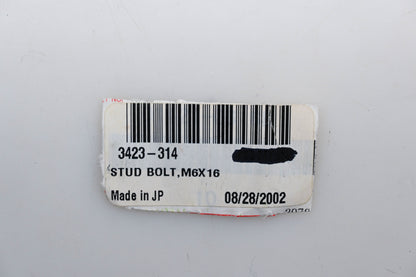 3423-314
STUD BOLT,M6X16
Made in JP 08/28/2002